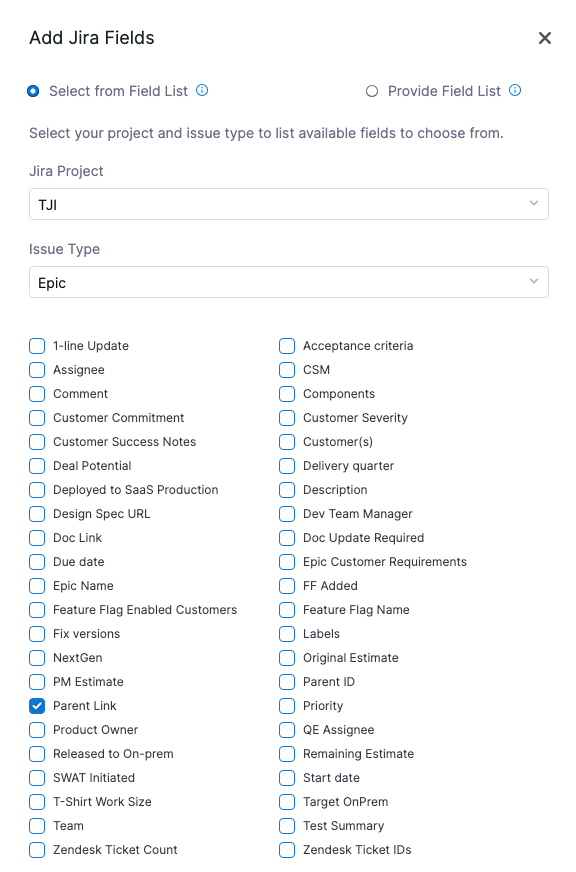 Add Jira Fields
Select from Field List Provide Field List
Select your project and issue type to list available fields to choose from.
Jira Project
TJI
Issue Type
Epic
1-line Update Acceptance criteria
Assignee CSM
Comment Components
Customer Commitment Customer Severity
Customer Success Notes Customer(s)
Deal Potential Delivery quarter
Deployed to SaaS Production Description
Design Spec URL Dev Team Manager
Doc Link Doc Update Required
Due date Epic Customer Requirements
Epic Name FF Added
Feature Flag Enabled Customers Feature Flag Name
Fix versions Labels
NextGen Original Estimate
PM Estimate Parent ID
Parent Link Priority
Product Owner QE Assignee
Released to On-prem Remaining Estimate
SWAT Initiated Start date
T-Shirt Work Size Target OnPrem
Team Test Summary
Zendesk Ticket Count Zendesk Ticket IDs